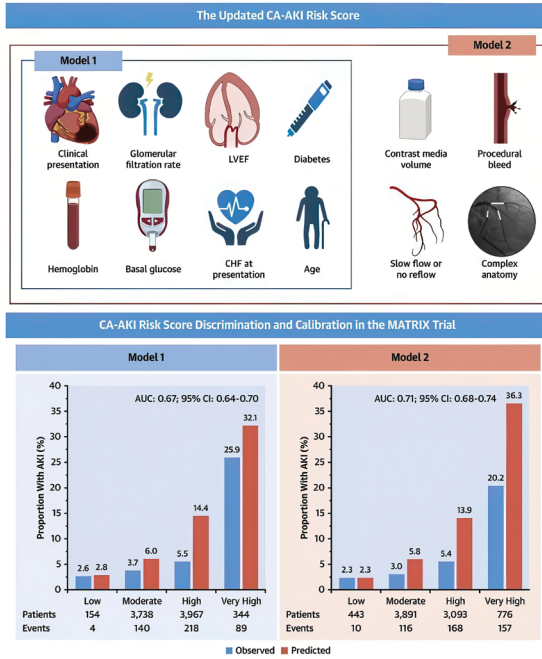 The Updated CA-AKI Risk Score
Model 2
Model 1
Clinical
presentation
Glomerular
filtration rate
LVEF
Diabetes
Contrast media
volume
Procedural
bleed
Hemoglobin
Basal glucose
CHF at
presentation
Age
Slow flow or
no reflow
Complex
anatomy
CA-AKI Risk Score Discrimination and Calibration in the MATRIX Trial
Model 1
AUC: 0.67; 95% CI: 0.64-0.70
Proportion With AKI (%)
40
35
30
25
20
15
10
5
0
2.6 2.8
3.7 6.0
5.5 14.4
25.9 32.1
Low Moderate High Very High
Patients 154 3,738 3,967 344
Events 4 140 218 89
Model 2
AUC: 0.71; 95% CI: 0.68-0.74
Proportion With AKI (%)
40
35
30
25
20
15
10
5
0
2.3 2.3
3.0 5.8
5.4 13.9
20.2 36.3
Low Moderate High Very High
Patients 443 3,891 3,093 776
Events 10 116 168 157
Observed Predicted